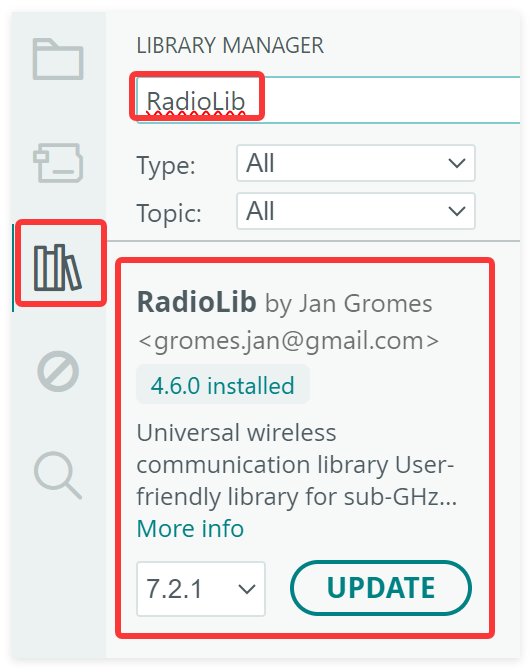 LIBRARY MANAGER
RadioLib
Type: All
Topic: All
RadioLib by Jan Gromes
<gromes.jan@gmail.com>
4.6.0 installed
Universal wireless
communication library User-
friendly library for sub-GHz...
More info
7.2.1 UPDATE